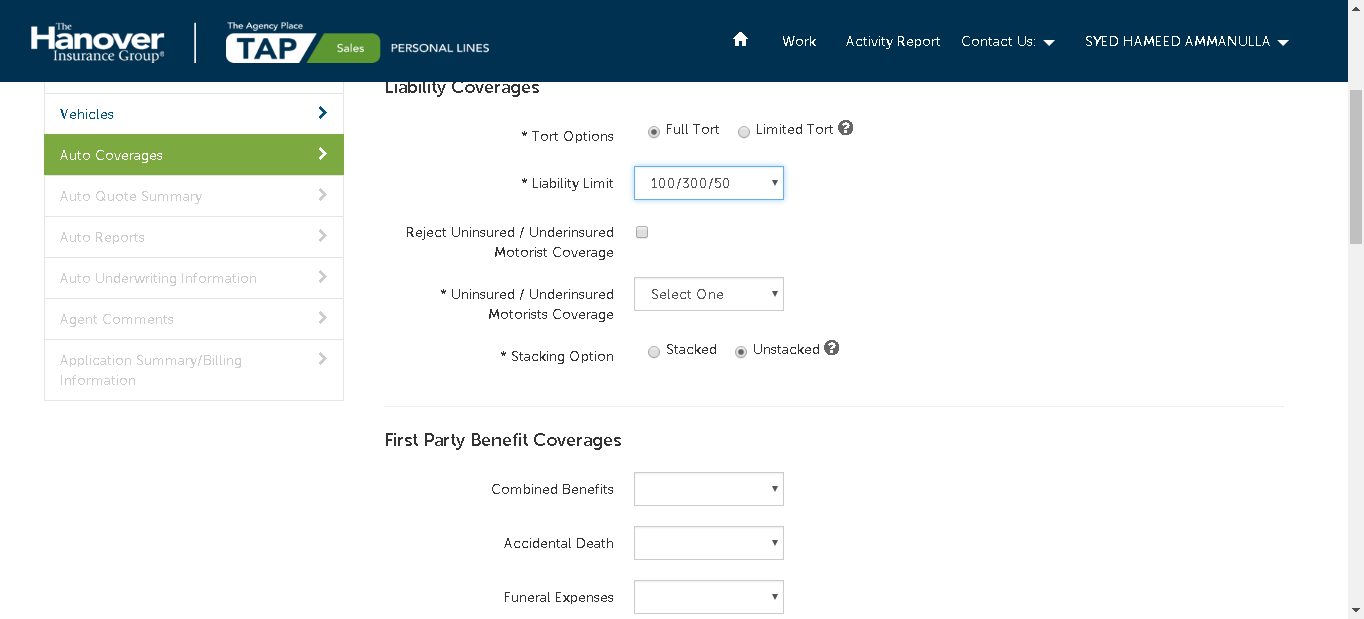 The
Hanover
Insurance Group®
The Agency Place
TAP Sales PERSONAL LINES
Work
Activity Report
Contact Us:
SYED HAMEED AMMANULLA
Vehicles
Auto Coverages
Auto Quote Summary
Auto Reports
Auto Underwriting Information
Agent Comments
Application Summary/Billing
Information
Liability Coverages
* Tort Options Full Tort Limited Tort ?
* Liability Limit 100/300/50
Reject Uninsured / Underinsured
Motorist Coverage
* Uninsured / Underinsured Select One
Motorists Coverage
* Stacking Option Stacked Unstacked ?
First Party Benefit Coverages
Combined Benefits
Accidental Death
Funeral Expenses